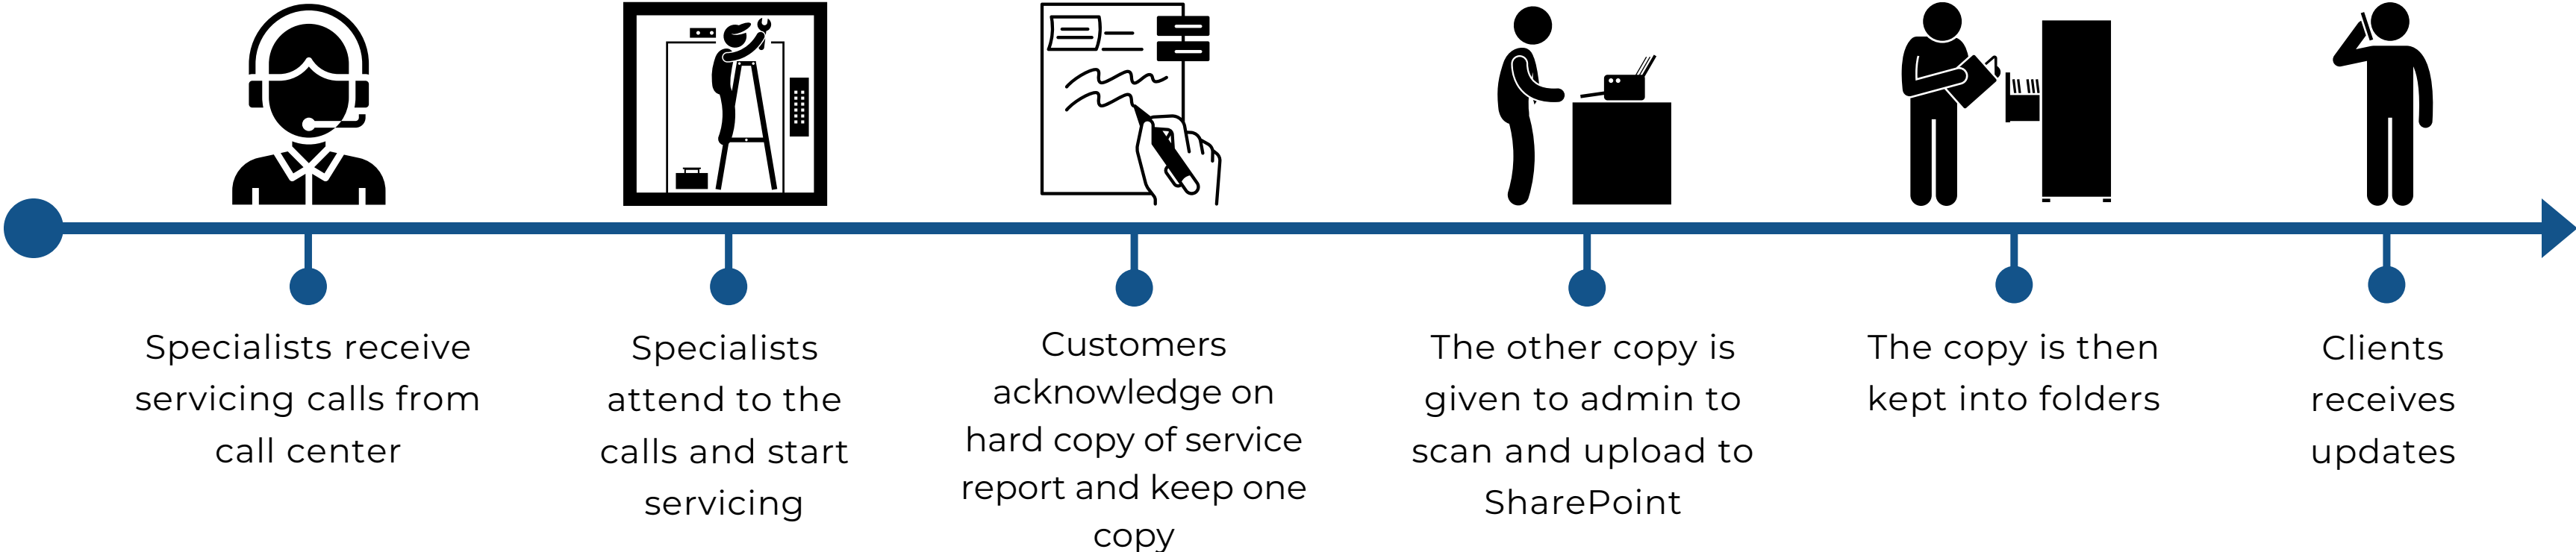 Specialists receive
servicing calls from
call center
Specialists
attend to the
calls and start
servicing
Customers
acknowledge on
hard copy of service
report and keep one
copy
The other copy is
given to admin to
scan and upload to
SharePoint
The copy is then
kept into folders
Clients
receives
updates